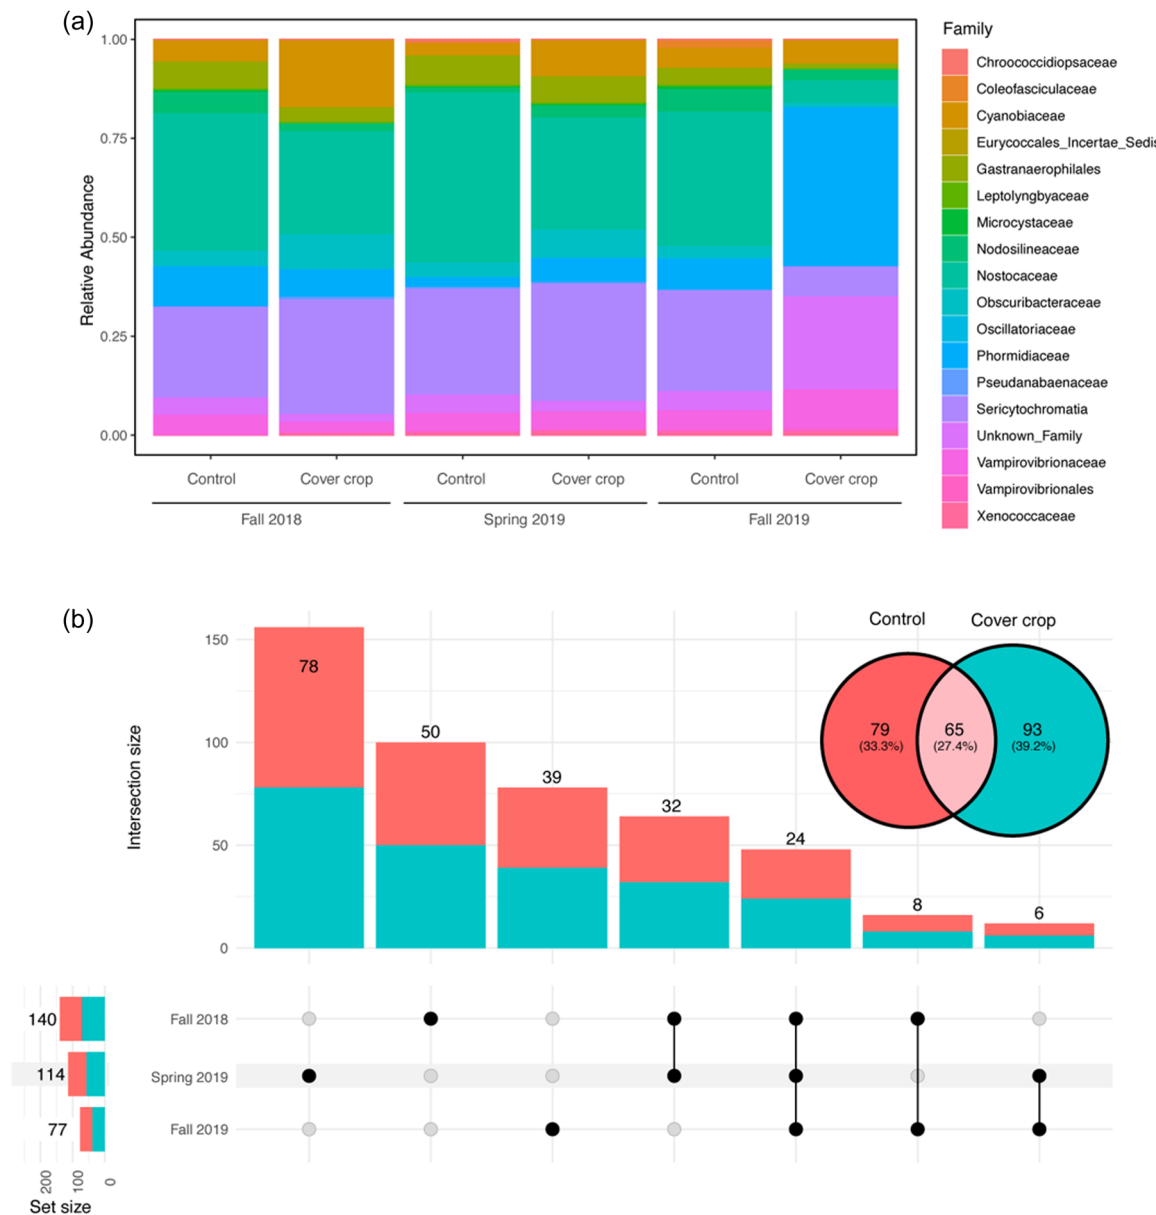 (a)
1.00
0.75
0.50
0.25
0.00
Relative Abundance
Control
Cover crop
Control
Cover crop
Control
Cover crop
Fall 2018
Spring 2019
Fall 2019
Family
Chroococcidiopsaceae
Coleofasciculaceae
Cyanobiaceae
Eurycoccales_Incertae_Sedis
Gastranaerophilales
Leptolyngbyaceae
Microcystaceae
Nodosilineaceae
Nostocaceae
Obscuribacteraceae
Oscillatoriaceae
Phormidiaceae
Pseudanabaenaceae
Sericytochromatia
Unknown_Family
Vampirovibrionaceae
Vampirovibrionales
Xenococcaceae
(b)
150
100
50
0
Intersection size
78
50
39
32
24
8
6
Control
Cover crop
79
(33.3%)
65
(27.4%)
93
(39.2%)
140
114
77
200
100
0
Set size
Fall 2018
Spring 2019
Fall 2019